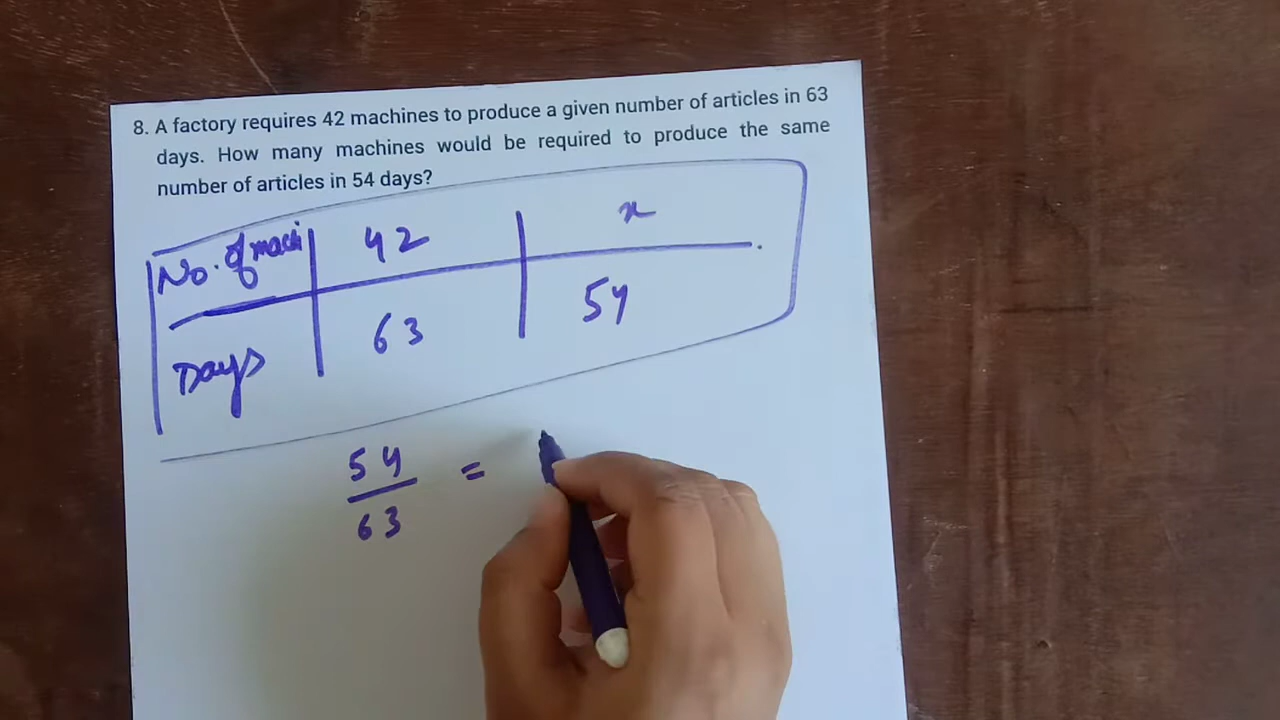 8. A factory requires 42 machines to produce a given number of articles in 63
days. How many machines would be required to produce the same
number of articles in 54 days?
No. of machi 42 x
Days 63 54
54
=
63